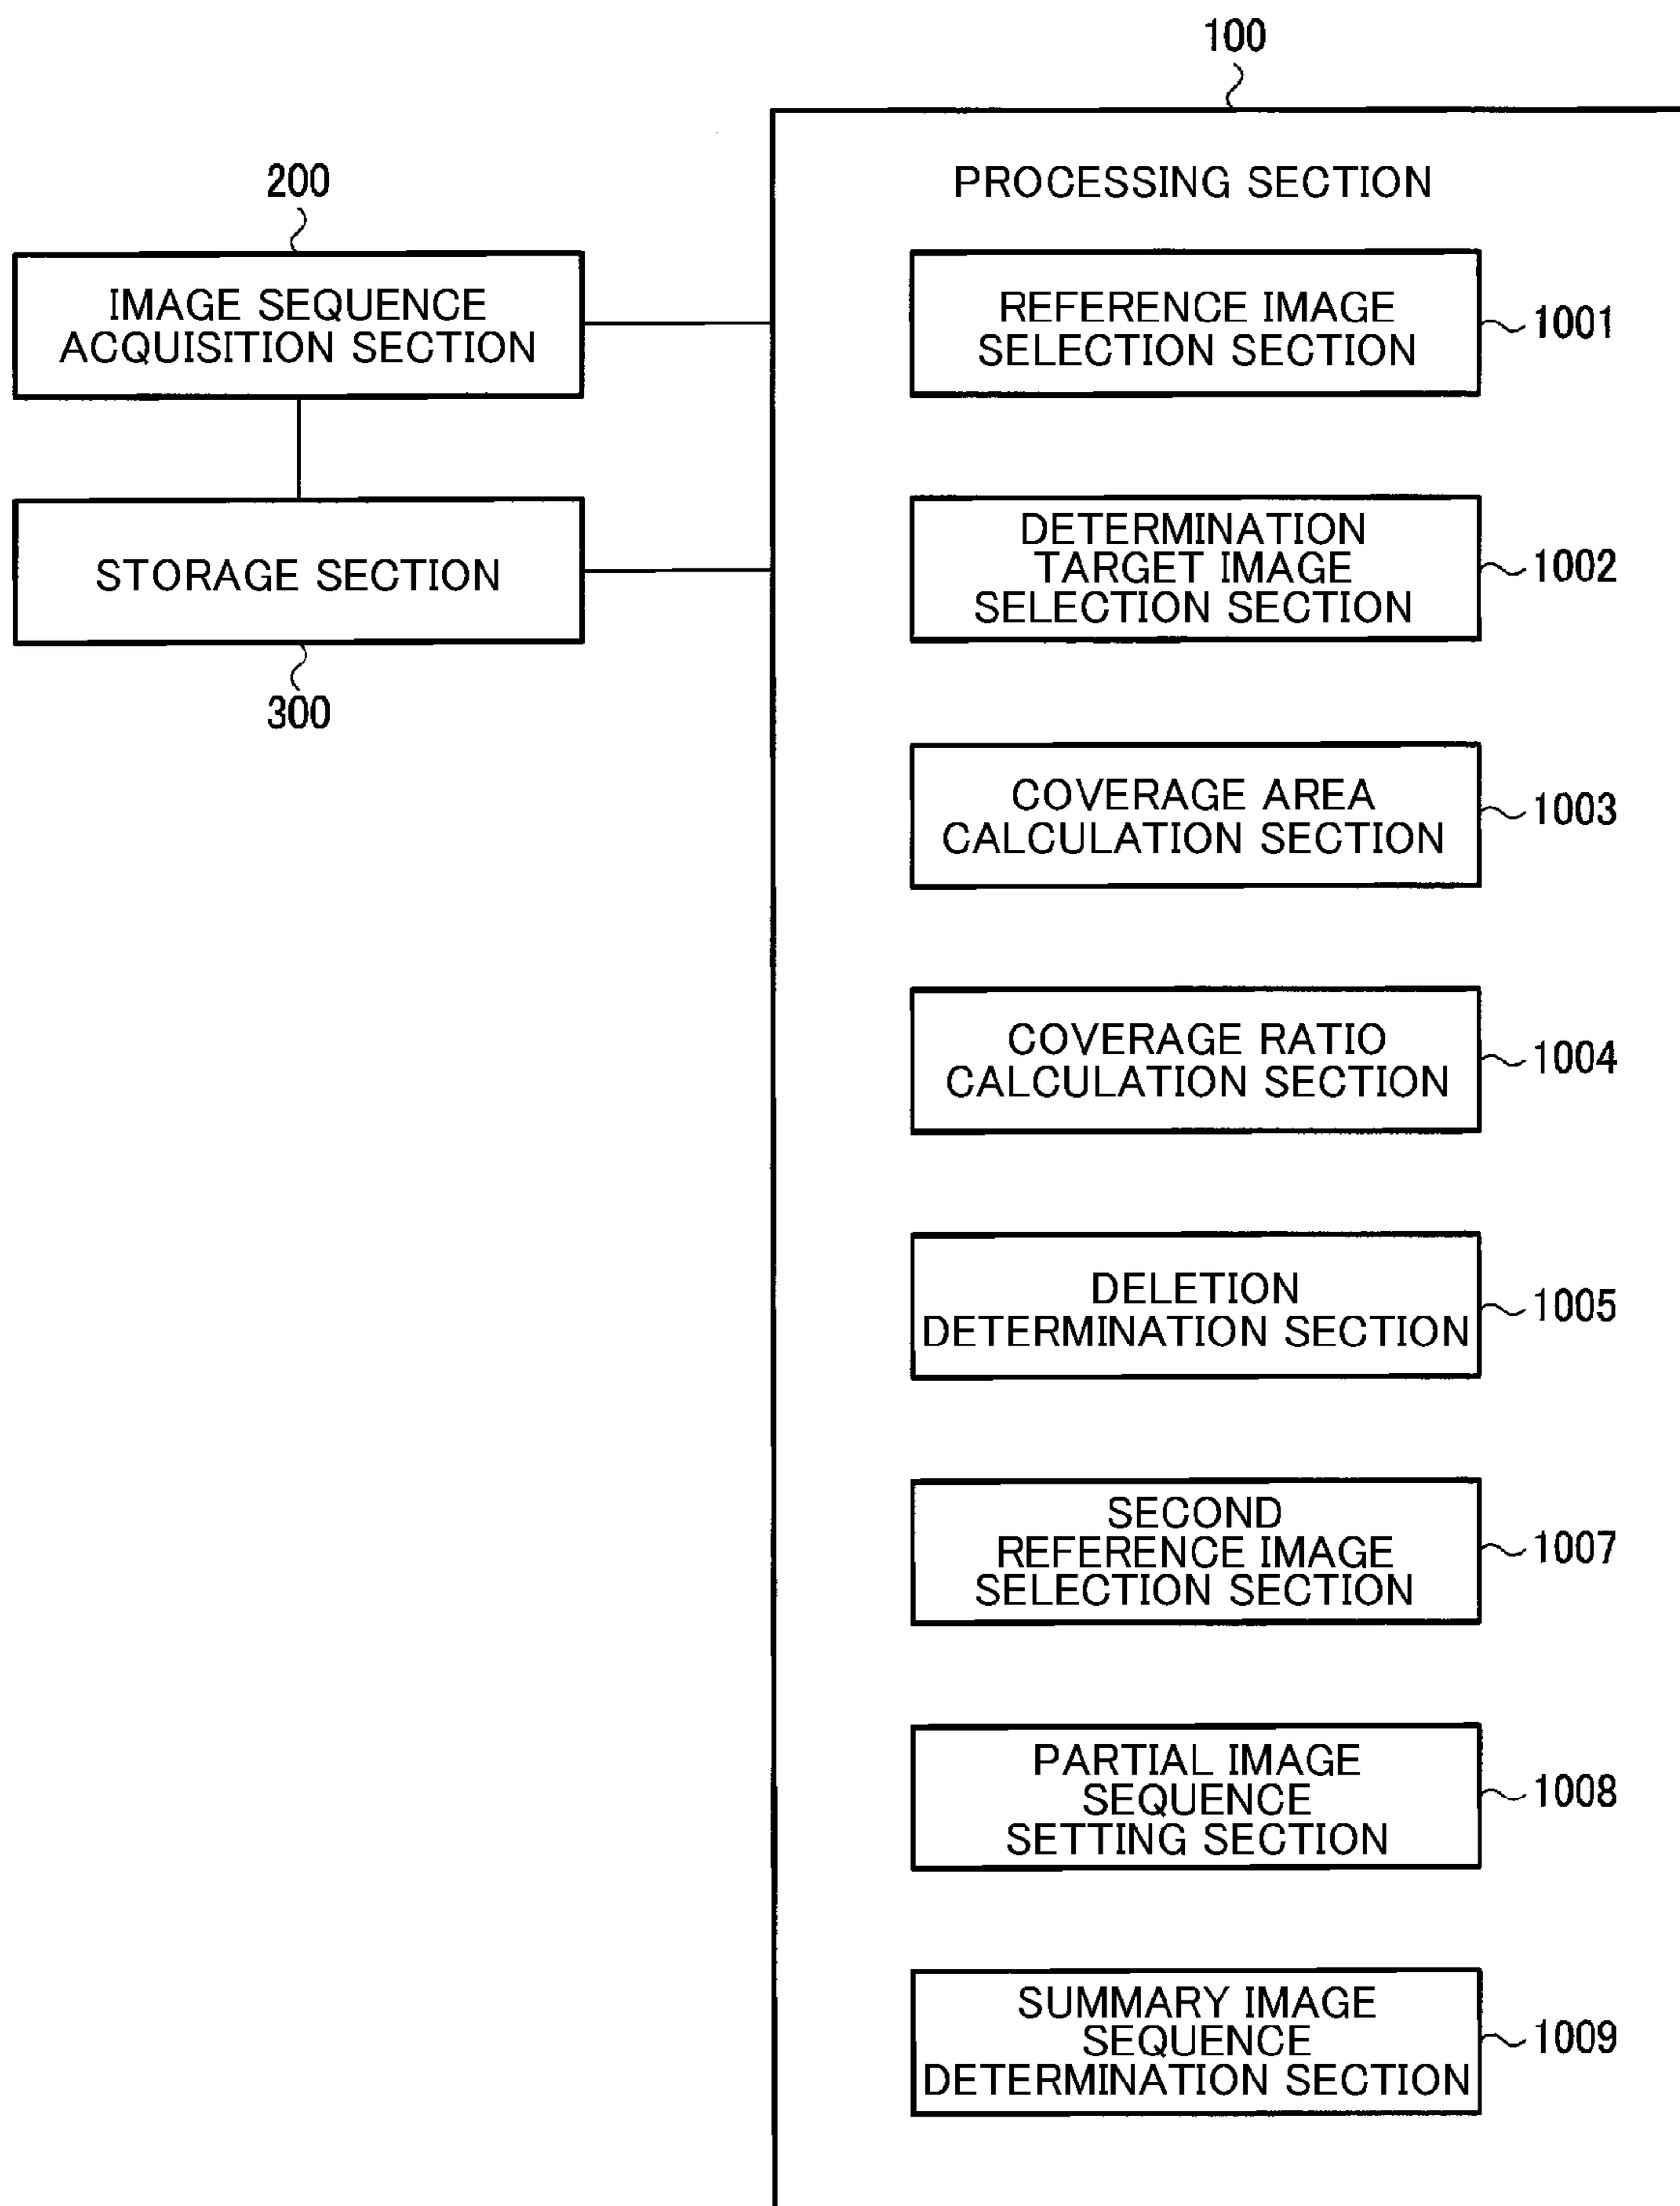 100
PROCESSING SECTION
200
IMAGE SEQUENCE
ACQUISITION SECTION
STORAGE SECTION
300
REFERENCE IMAGE
SELECTION SECTION
1001
DETERMINATION
TARGET IMAGE
SELECTION SECTION
1002
COVERAGE AREA
CALCULATION SECTION
1003
COVERAGE RATIO
CALCULATION SECTION
1004
DELETION
DETERMINATION SECTION
1005
SECOND
REFERENCE IMAGE
SELECTION SECTION
1007
PARTIAL IMAGE
SEQUENCE
SETTING SECTION
1008
SUMMARY IMAGE
SEQUENCE
DETERMINATION SECTION
1009